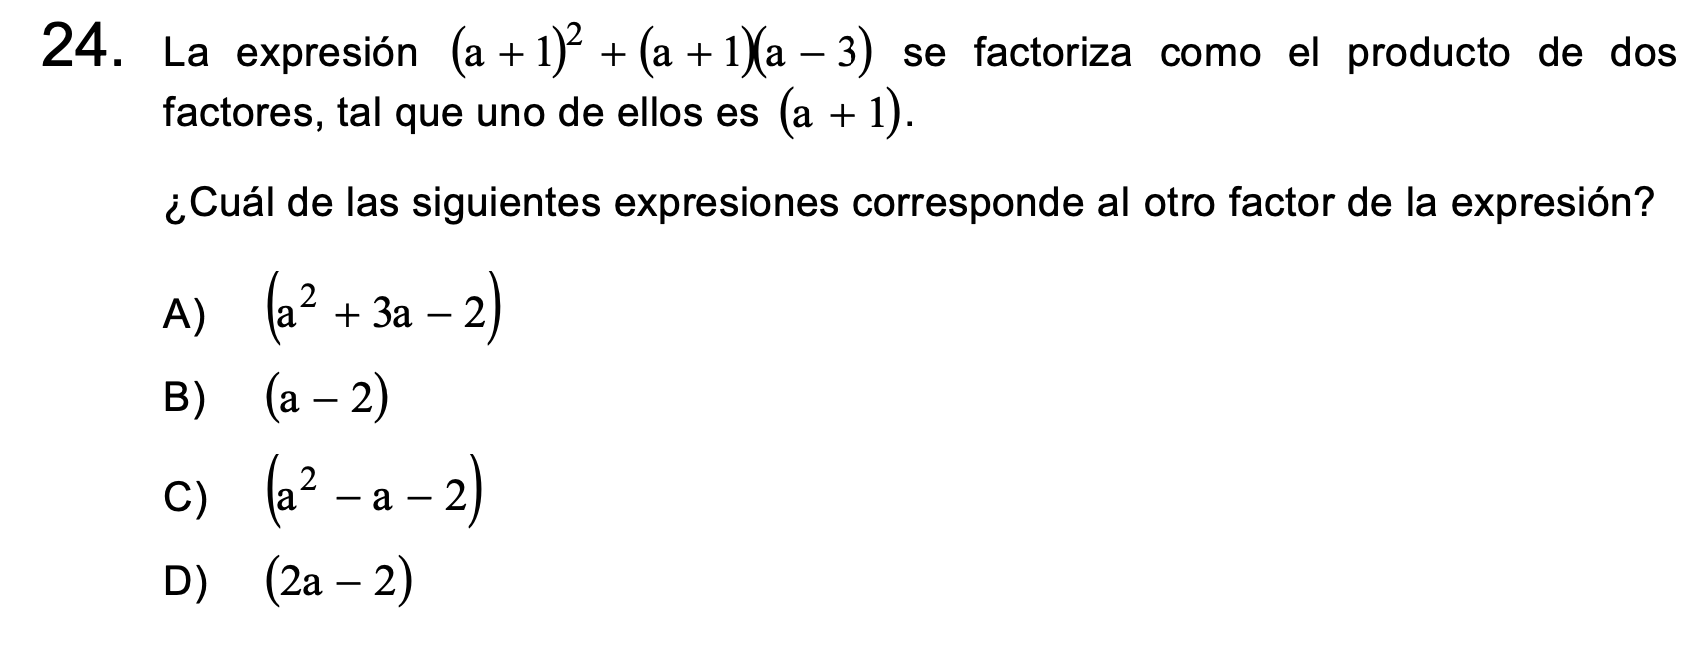 24. La expresión (a + 1)² + (a + 1)(a − 3) se factoriza como el producto de dos
factores, tal que uno de ellos es (a + 1).
¿Cuál de las siguientes expresiones corresponde al otro factor de la expresión?
A) (a² + 3a − 2)
B) (a − 2)
C) (a² − a − 2)
D) (2a − 2)